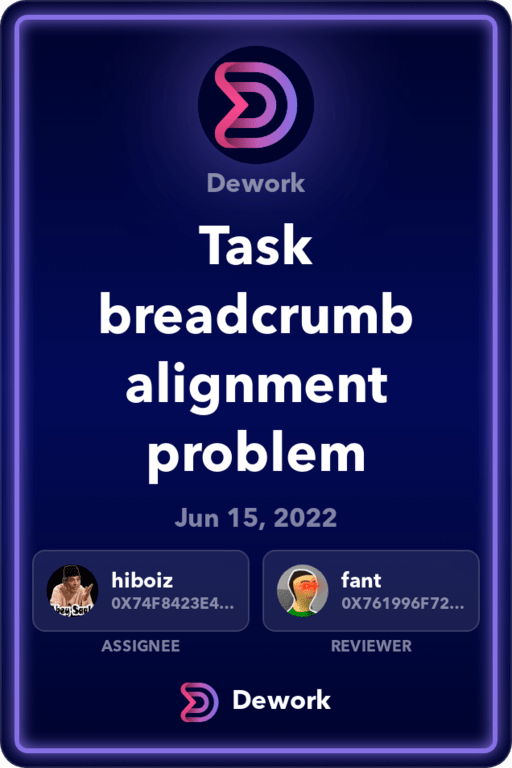 Dework
Task
breadcrumb
alignment
problem
Jun 15, 2022
hiboiz
0X74F8423E4...
fant
0X761996F72...
ASSIGNEE
REVIEWER
Dework